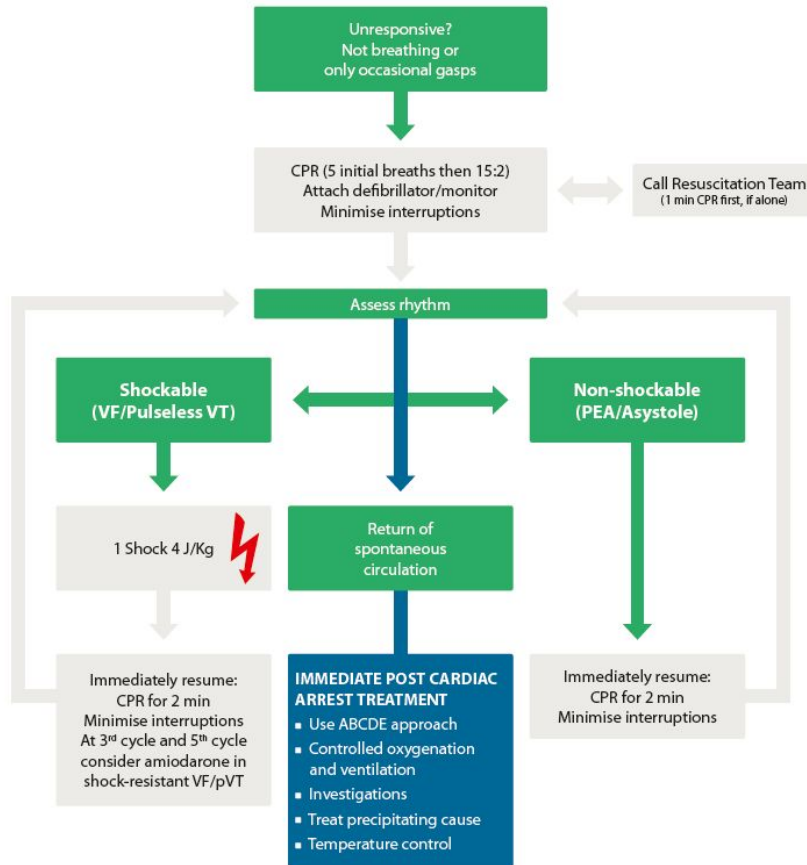 Unresponsive?
Not breathing or
only occasional gasps
CPR (5 initial breaths then 15:2)
Attach defibrillator/monitor
Minimise interruptions
Call Resuscitation Team
(1 min CPR first, if alone)
Assess rhythm
Shockable
(VF/Pulseless VT)
Non-shockable
(PEA/Asystole)
1 Shock 4 J/Kg
Return of
spontaneous
circulation
Immediately resume:
CPR for 2 min
Minimise interruptions
At 3rd cycle and 5th cycle
consider amiodarone in
shock-resistant VF/pVT
IMMEDIATE POST CARDIAC
ARREST TREATMENT
▪ Use ABCDE approach
▪ Controlled oxygenation
and ventilation
▪ Investigations
▪ Treat precipitating cause
▪ Temperature control
Immediately resume:
CPR for 2 min
Minimise interruptions